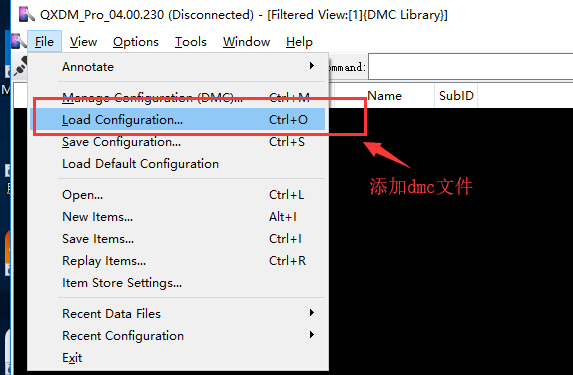 QXDM_Pro_04.00.230 (Disconnected) - [Filtered View:[1]{DMC Library}]
File View Options Tools Window Help
Annotate
ommand:
Manage Configuration (DMC)... Ctrl+M
Name SubID
Load Configuration... Ctrl+O
Save Configuration... Ctrl+S
Load Default Configuration
添加dmc文件
Open... Ctrl+L
New Items... Alt+I
Save Items... Ctrl+I
Replay Items... Ctrl+R
Item Store Settings...
Recent Data Files
Recent Configuration
Exit